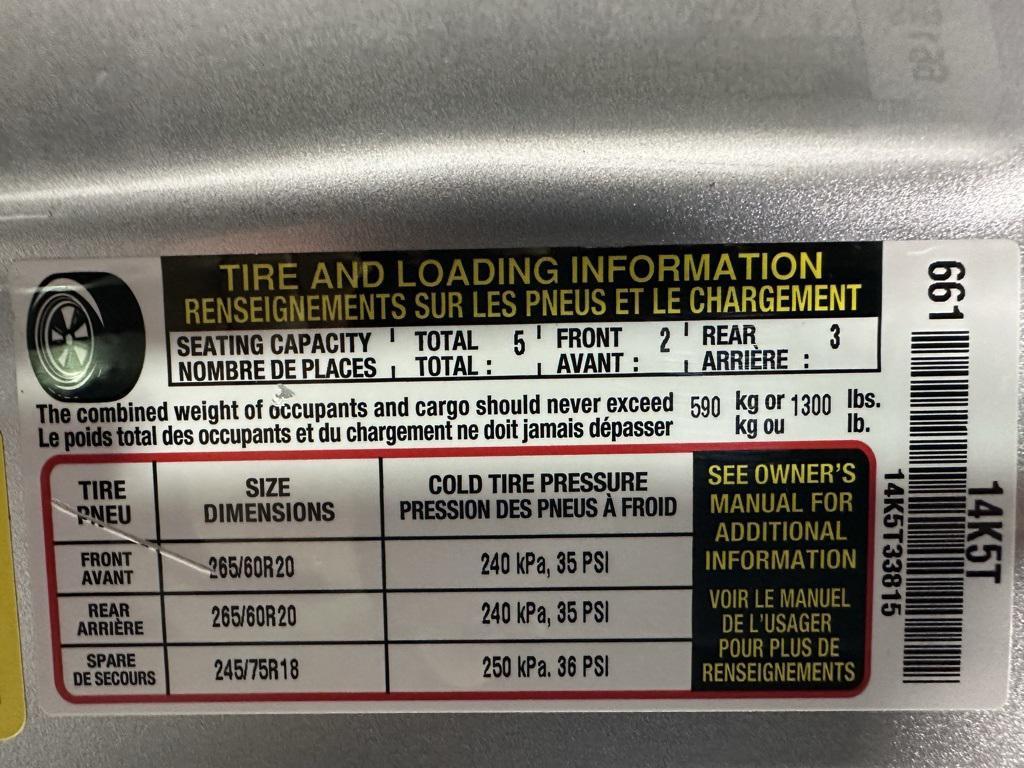 TIRE AND LOADING INFORMATION
RENSEIGNEMENTS SUR LES PNEUS ET LE CHARGEMENT
SEATING CAPACITY TOTAL 5 FRONT 2 REAR 3
NOMBRE DE PLACES TOTAL : AVANT : ARRIÈRE :
The combined weight of occupants and cargo should never exceed 590 kg or 1300 lbs.
Le poids total des occupants et du chargement ne doit jamais dépasser kg ou lb.
TIRE SIZE COLD TIRE PRESSURE
PNEU DIMENSIONS PRESSION DES PNEUS À FROID
FRONT
AVANT
265/60R20 240 kPa, 35 PSI
REAR
ARRIÈRE
265/60R20 240 kPa, 35 PSI
SPARE
DE SECOURS
245/75R18 250 kPa. 36 PSI
SEE OWNER'S
MANUAL FOR
ADDITIONAL
INFORMATION
VOIR LE MANUEL
DE L'USAGER
POUR PLUS DE
RENSEIGNEMENTS
661
14K5T
14K5T33815